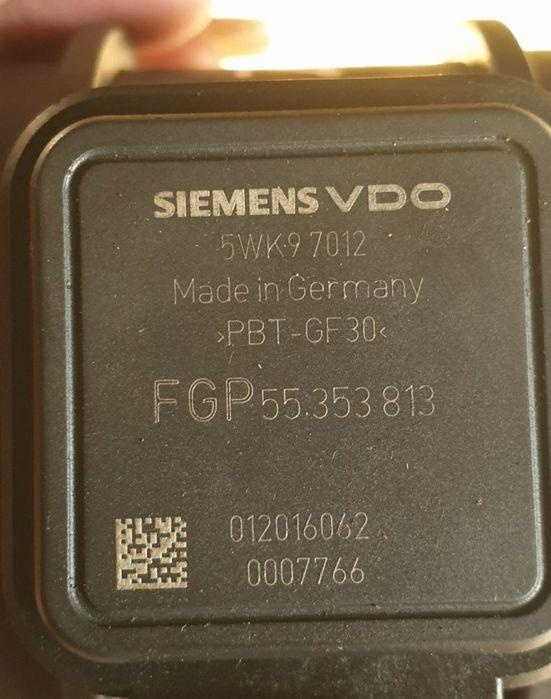 SIEMENS VDO
5WK9 7012
Made in Germany
>PBT-GF30<
FGP 55 353 813
012016062
0007766